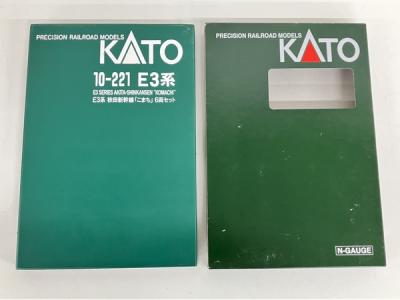 PRECISION RAILROAD MODELS
KATO
10-221 E3系
E3 SERIES AKITA-SHINKANSEN "KOMACHI"
E3系 秋田新幹線「こまち」6両セット
PRECISION RAILROAD MODELS
KATO
N-GAUGE